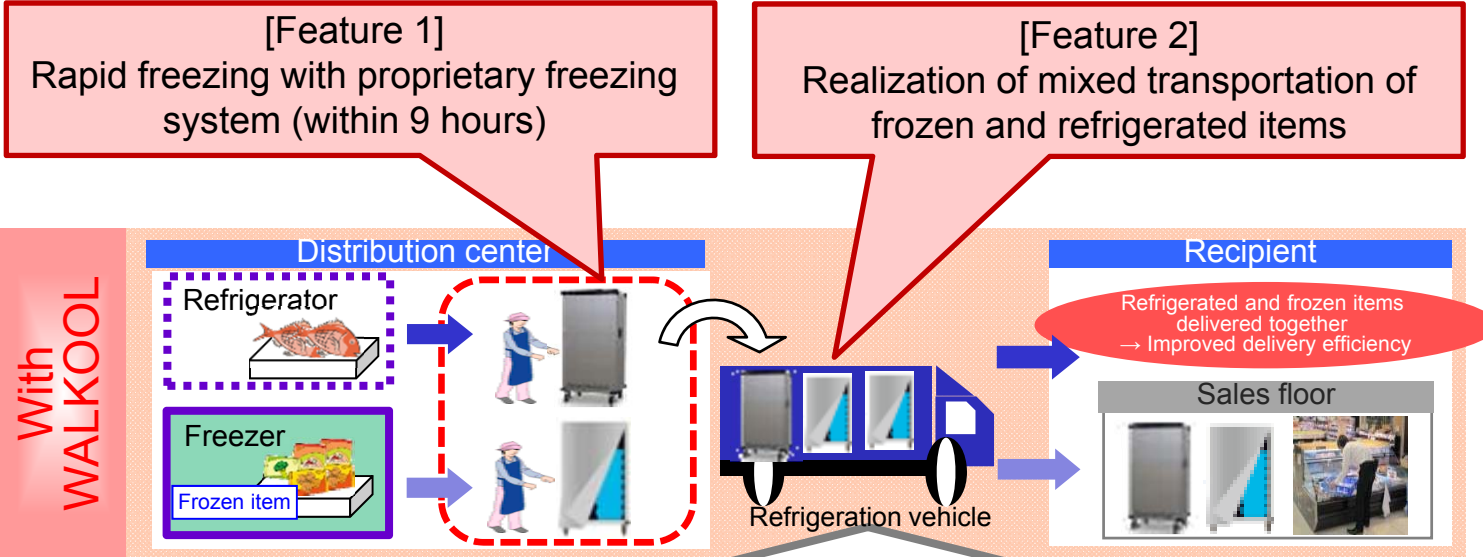 [Feature 1]
Rapid freezing with proprietary freezing
system (within 9 hours)
[Feature 2]
Realization of mixed transportation of
frozen and refrigerated items
With
WALKOOL
Distribution center
Refrigerator
Freezer
Frozen item
Refrigeration vehicle
Recipient
Refrigerated and frozen items
delivered together
→ Improved delivery efficiency
Sales floor